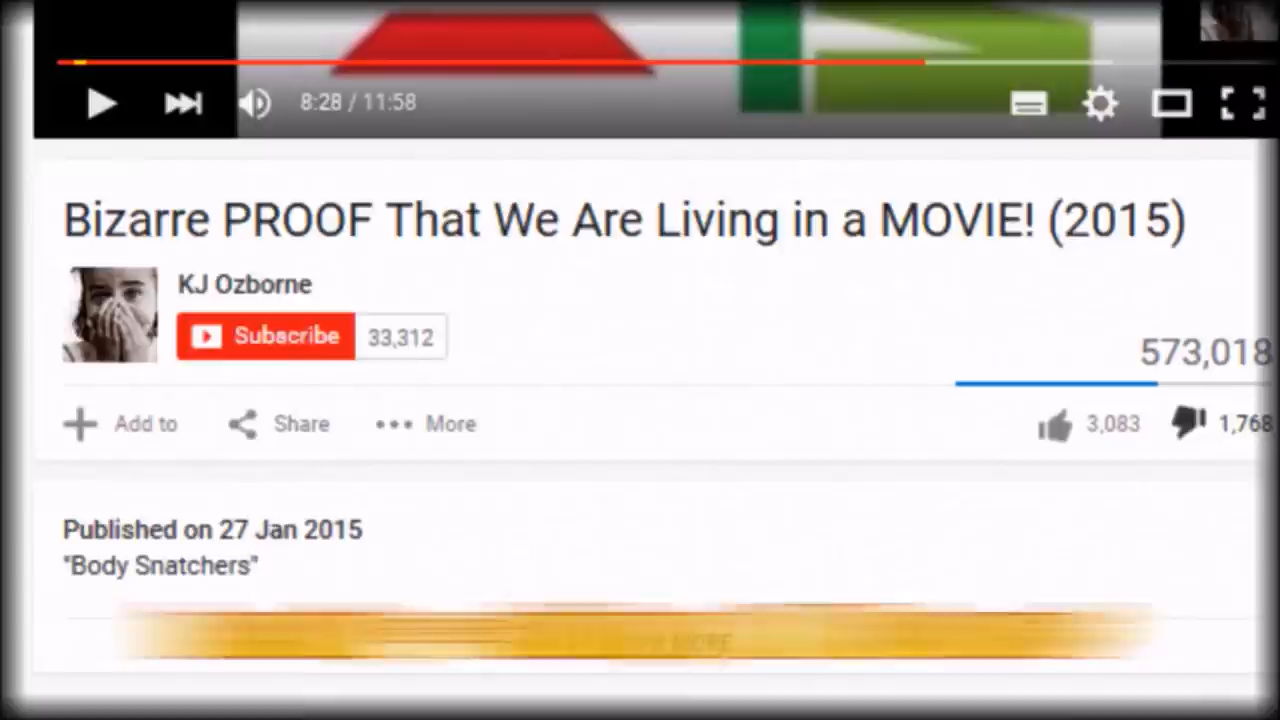 8:28 / 11:58
Bizarre PROOF That We Are Living in a MOVIE! (2015)
KJ Ozborne
Subscribe 33,312
573,018
Add to Share More 3,083 1,768
Published on 27 Jan 2015
"Body Snatchers"
MORE